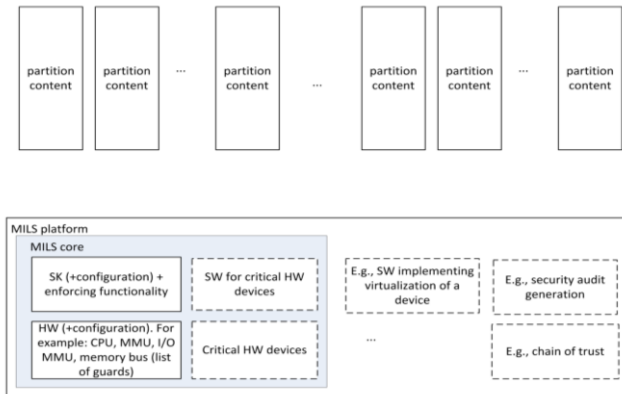 partition
content
partition
content
...
partition
content
...
partition
content
partition
content
...
partition
content
MILS platform
MILS core
SK (+configuration) +
enforcing functionality
SW for critical HW
devices
E.g., SW implementing
virtualization of a
device
E.g., security audit
generation
HW (+configuration). For
example: CPU, MMU, I/O
MMU, memory bus (list
of guards)
Critical HW devices
...
E.g., chain of trust